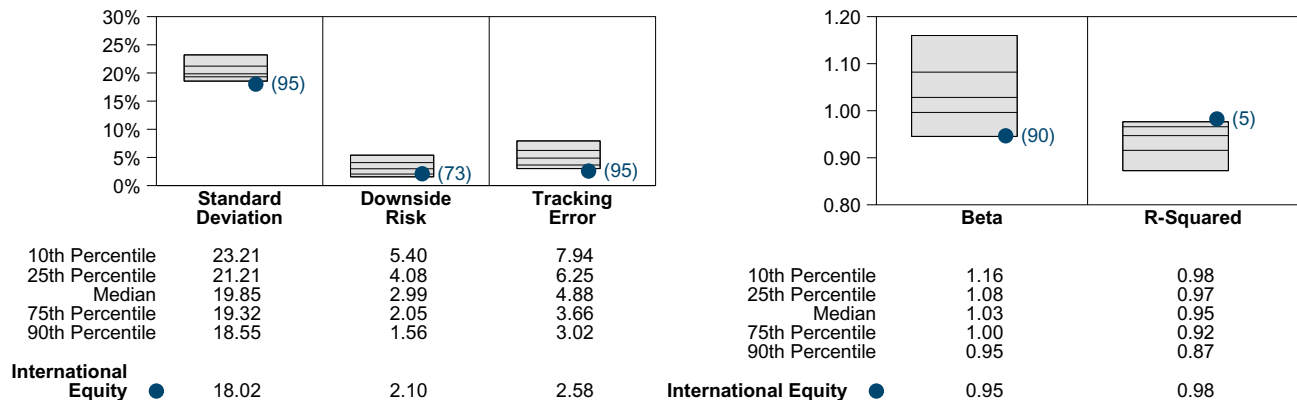 30%
25%
20%
15%
10%
5%
0%
(95)
(73)
(95)
Standard Deviation
Downside Risk
Tracking Error
10th Percentile 23.21 5.40 7.94
25th Percentile 21.21 4.08 6.25
Median 19.85 2.99 4.88
75th Percentile 19.32 2.05 3.66
90th Percentile 18.55 1.56 3.02
International
Equity 18.02 2.10 2.58
1.20
1.10
1.00
0.90
0.80
(90)
(5)
Beta
R-Squared
10th Percentile 1.16 0.98
25th Percentile 1.08 0.97
Median 1.03 0.95
75th Percentile 1.00 0.92
90th Percentile 0.95 0.87
International Equity 0.95 0.98